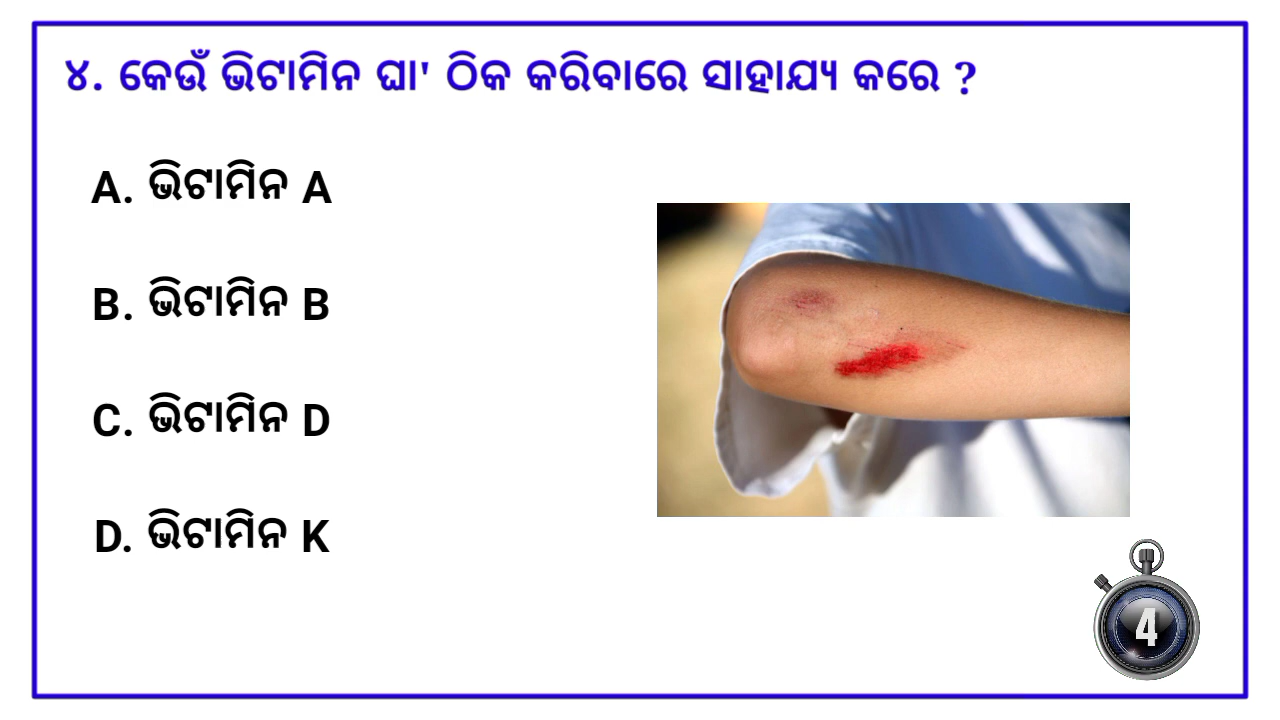 ୪. କେଉଁ ଭିଟାମିନ ଘା' ଠିକ କରିବାରେ ସାହାଯ୍ୟ କରେ ?
A. ଭିଟାମିନ A
B. ଭିଟାମିନ B
C. ଭିଟାମିନ D
D. ଭିଟାମିନ K
4